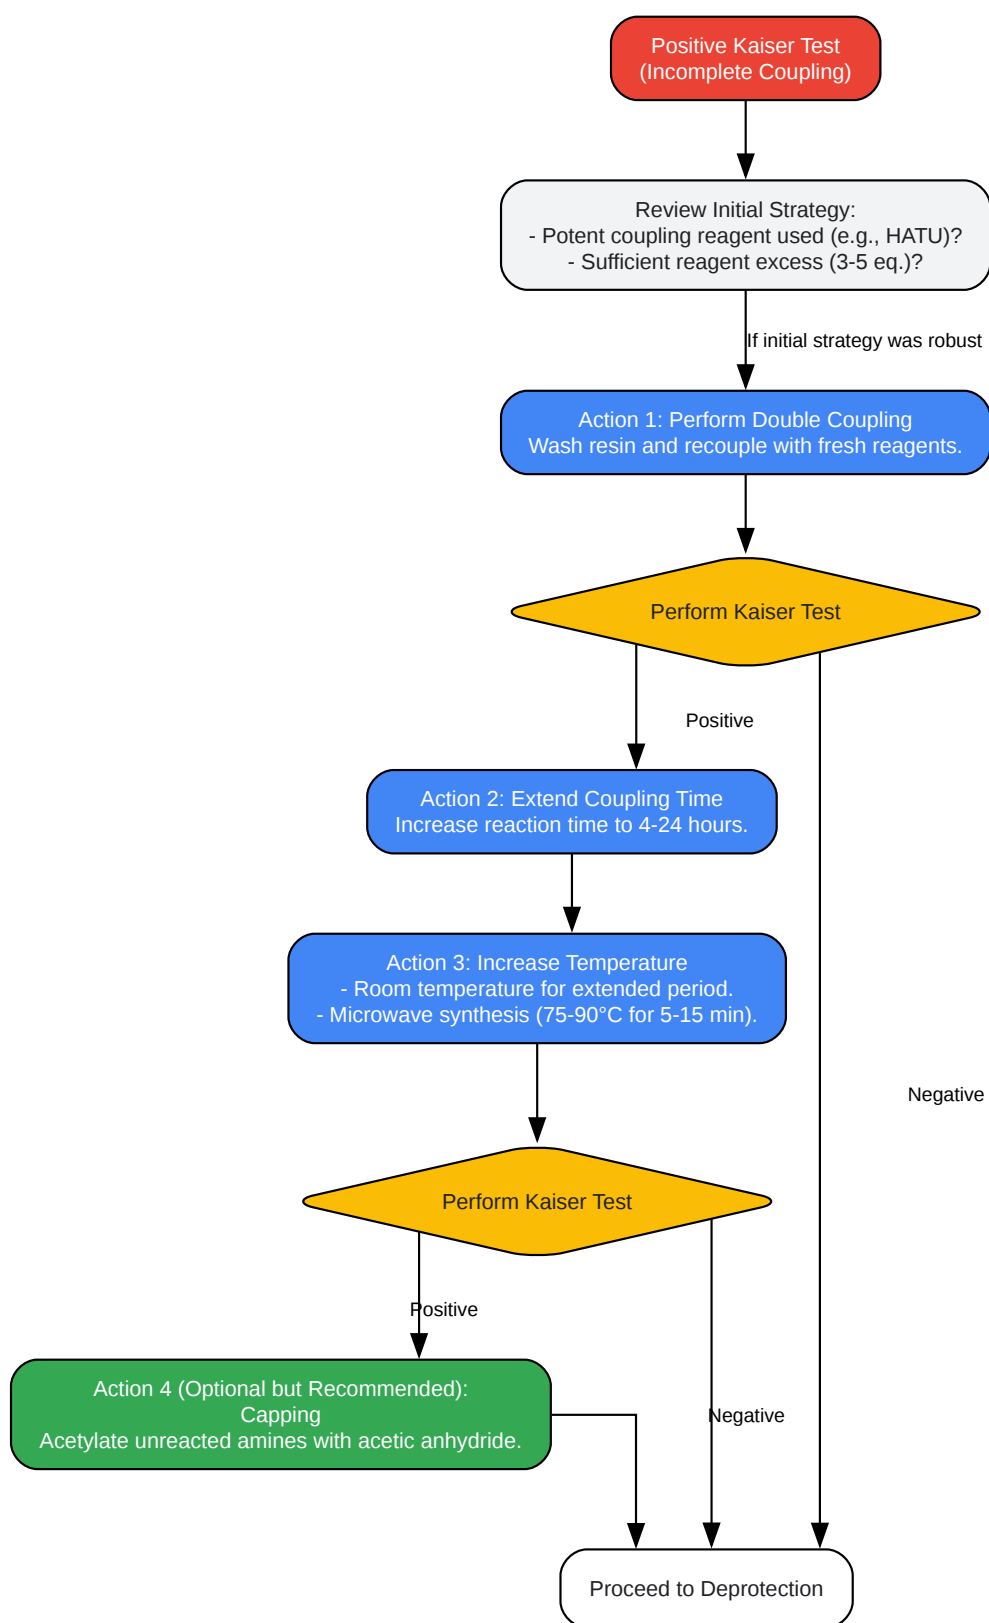 Positive Kaiser Test
(Incomplete Coupling)
Review Initial Strategy:
- Potent coupling reagent used (e.g., HATU)?
- Sufficient reagent excess (3-5 eq.)?
If initial strategy was robust
Action 1: Perform Double Coupling
Wash resin and recouple with fresh reagents.
Perform Kaiser Test
Positive
Action 2: Extend Coupling Time
Increase reaction time to 4-24 hours.
Action 3: Increase Temperature
- Room temperature for extended period.
- Microwave synthesis (75-90°C for 5-15 min).
Negative
Perform Kaiser Test
Positive
Action 4 (Optional but Recommended):
Capping
Acetylate unreacted amines with acetic anhydride.
Negative
Proceed to Deprotection